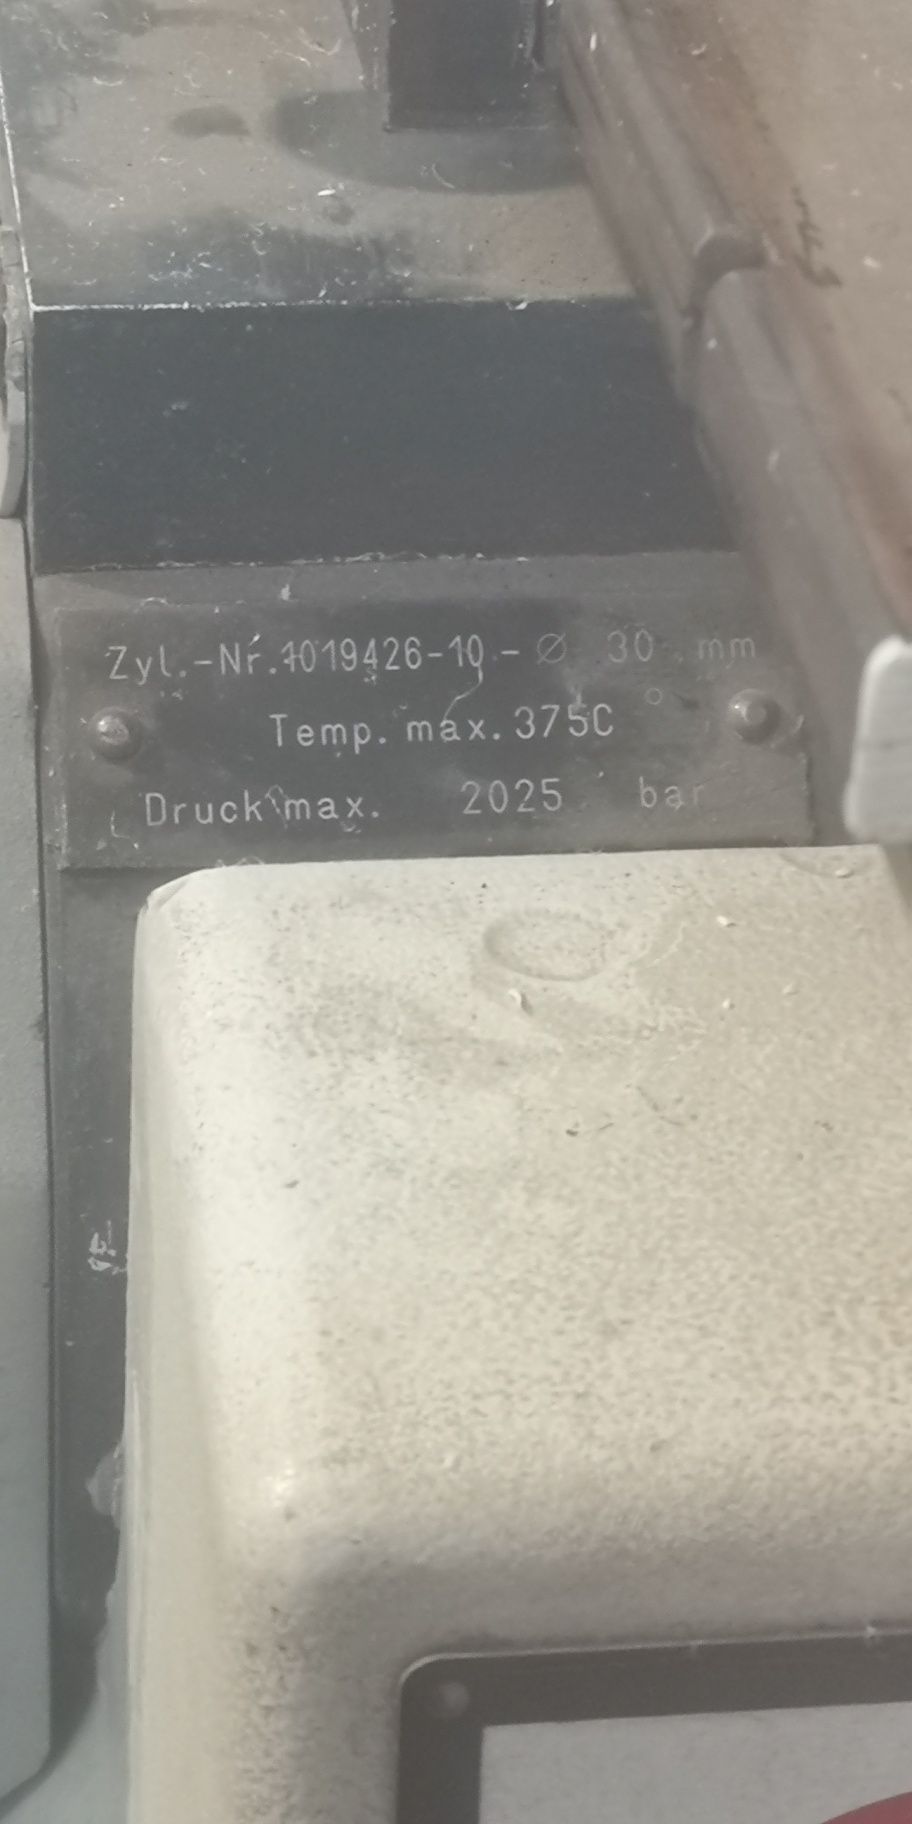 Zyl.-Nr.1019426-10 - Ø 30 mm
Temp. max. 375C °
Druck max. 2025 bar